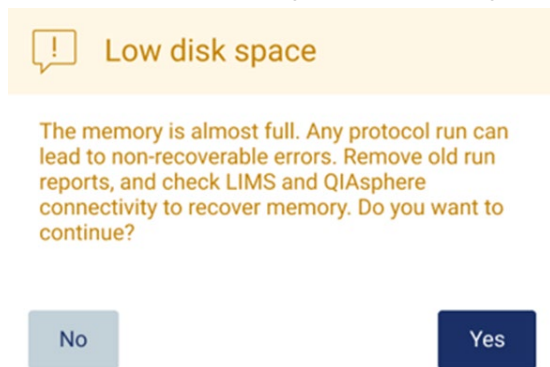 Low disk space
The memory is almost full. Any protocol run can
lead to non-recoverable errors. Remove old run
reports, and check LIMS and QIAsphere
connectivity to recover memory. Do you want to
continue?
No
Yes